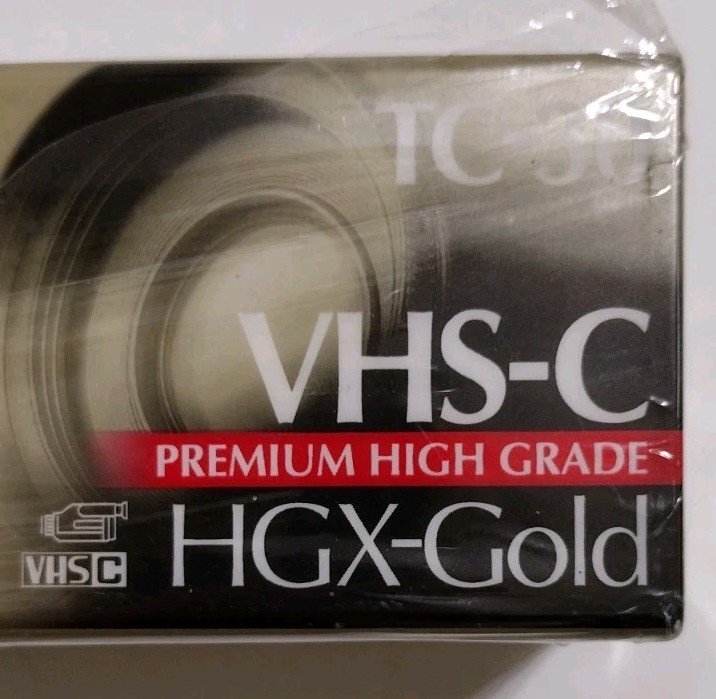 TC-30
VHS-C
PREMIUM HIGH GRADE
HGX-Gold
VHS C